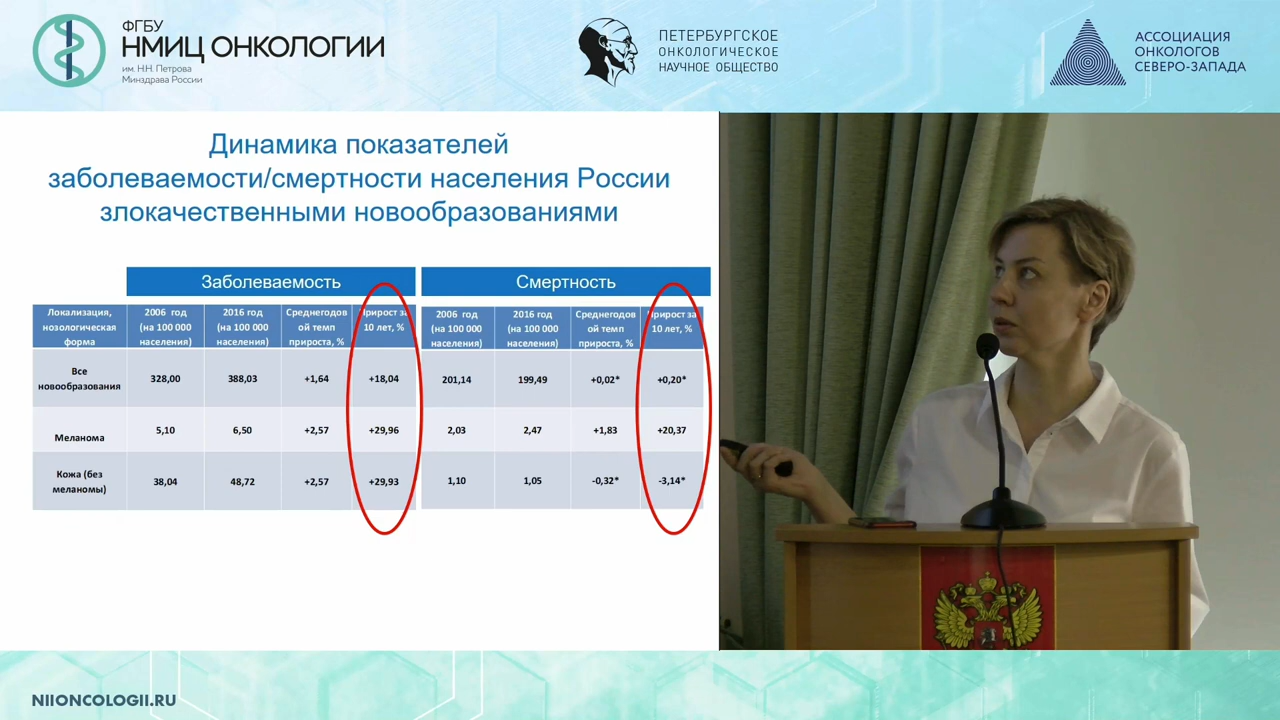 ФГБУ
НМИЦ ОНКОЛОГИИ
им. Н.Н. Петрова
Минздрава России
ПЕТЕРБУРГСКОЕ
ОНКОЛОГИЧЕСКОЕ
НАУЧНОЕ ОБЩЕСТВО
АССОЦИАЦИЯ
ОНКОЛОГОВ
СЕВЕРО-ЗАПАДА
Динамика показателей
заболеваемости/смертности населения России
злокачественными новообразованиями
Заболеваемость Смертность
Локализация,
нозологическая
форма
2006 год
(на 100 000
населения)
2016 год
(на 100 000
населения)
Среднегодов
ой темп
прироста, %
Прирост за
10 лет, %
2006 год
(на 100 000
населения)
2016 год
(на 100 000
населения)
Среднегодов
ой темп
прироста, %
Прирост за
10 лет, %
Все
новообразования
328,00 388,03 +1,64 +18,04 201,14 199,49 +0,02* +0,20*
Меланома 5,10 6,50 +2,57 +29,96 2,03 2,47 +1,83 +20,37
Кожа (без
меланомы)
38,04 48,72 +2,57 +29,93 1,10 1,05 -0,32* -3,14*
NIIONCOLOGII.RU